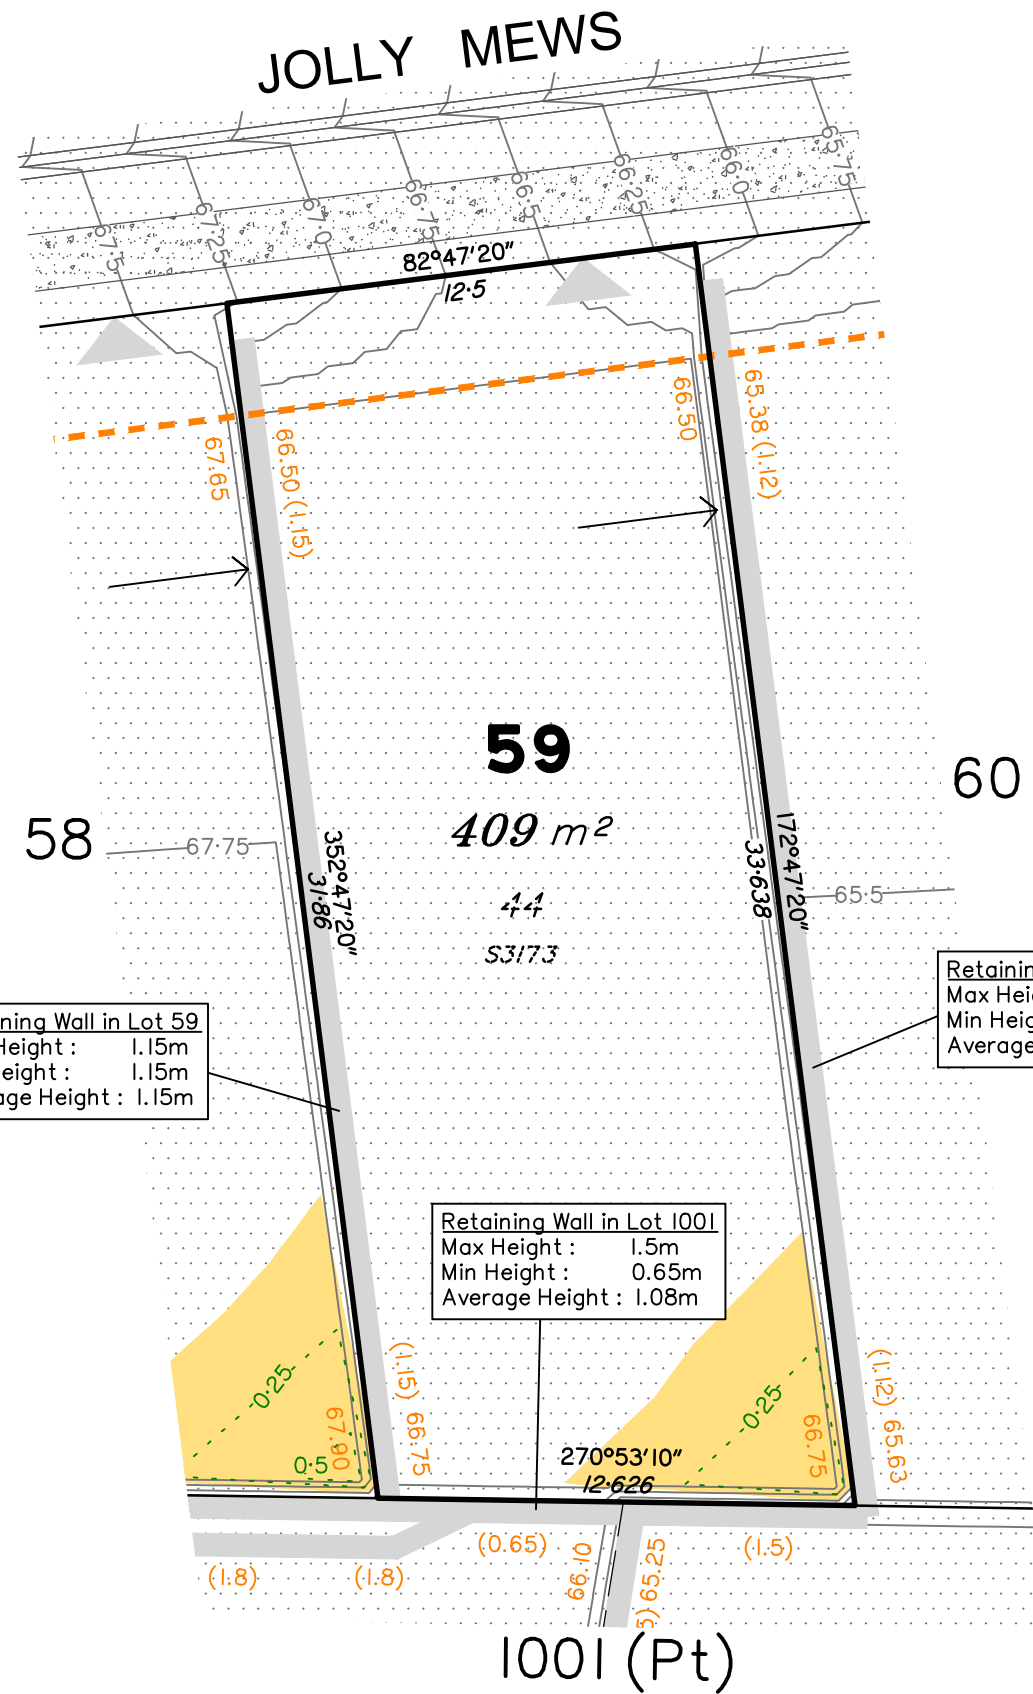 JOLLY MEWS
67·5
67·25
67·0
66·75
66·5
66·25
66·0
65·75
82°47'20"
12·5
67.65
66.50 (1.15)
66.50
65.38 (1.12)
59
409 m²
44
S3173
58
60
67·75
65·5
352°47'20"
31·86
172°47'20"
33·638
ning Wall in Lot 59
Height : 1.15m
eight : 1.15m
age Height : 1.15m
Retainin
Max Hei
Min Heig
Average
Retaining Wall in Lot 1001
Max Height : 1.5m
Min Height : 0.65m
Average Height : 1.08m
0·25
0·5
67.90
(1.15) 66.75
0·25
66.75
(1.12) 65.63
270°53'10"
12·626
(1.8)
(1.8)
(0.65)
66.10
5) 65.25
(1.5)
1001 (Pt)